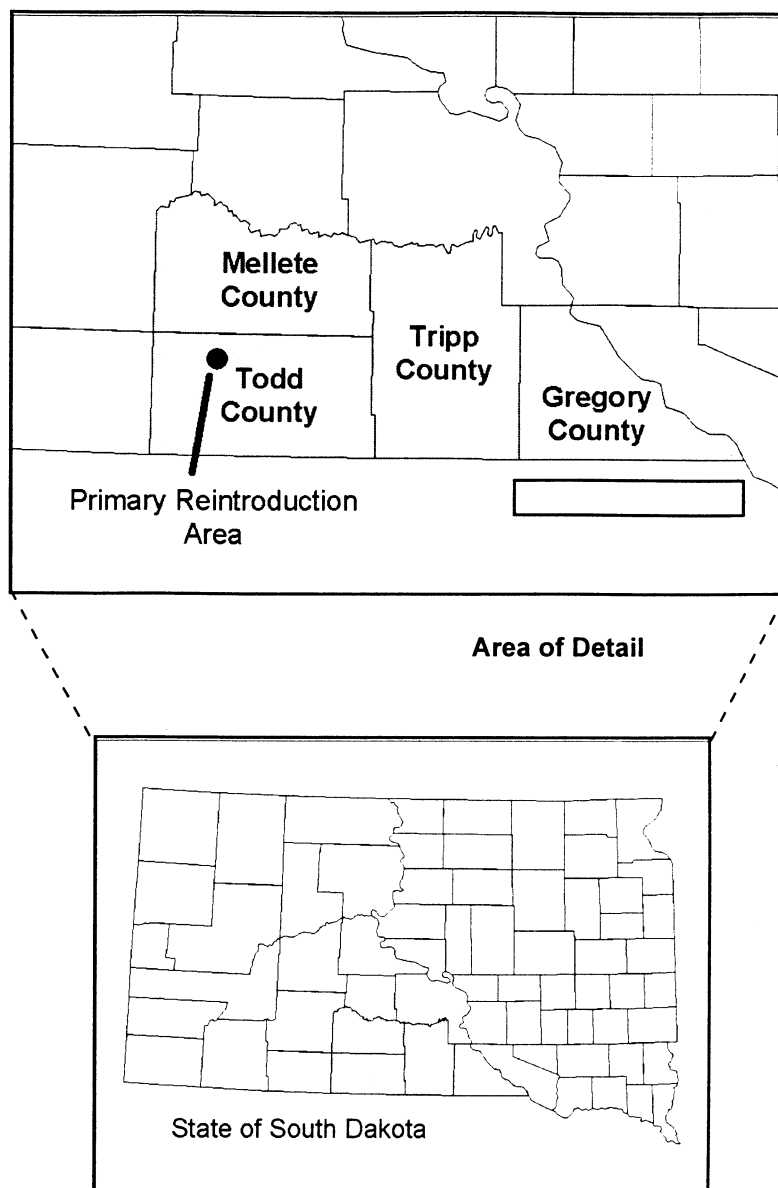 Mellete
County
Tripp
County
Todd
County
Gregory
County
Primary Reintroduction
Area
Area of Detail
State of South Dakota